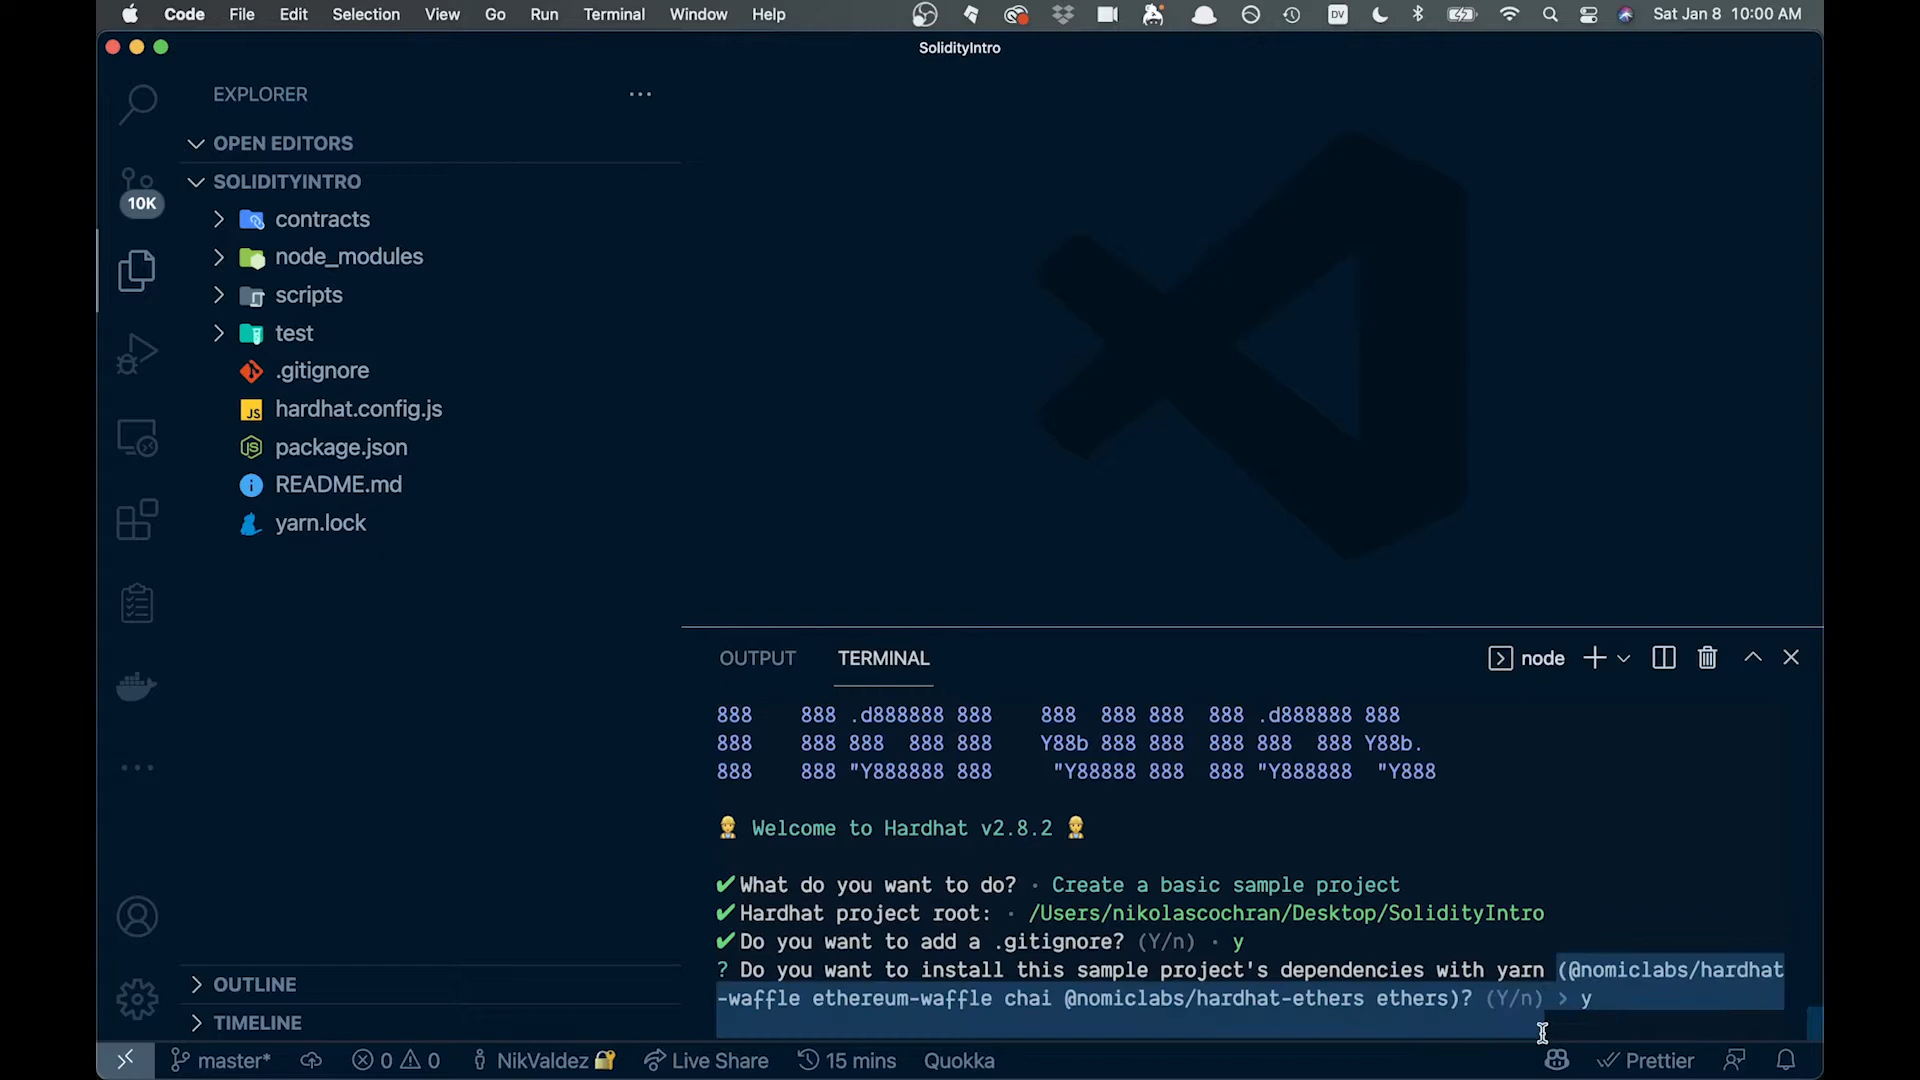 Code File Edit Selection View Go Run Terminal Window Help DV Sat Jan 8 10:00 AM
SolidityIntro
EXPLORER
OPEN EDITORS
SOLIDITYINTRO
10K
contracts
node_modules
scripts
test
.gitignore
JS hardhat.config.js
package.json
README.md
yarn.lock
OUTLINE
TIMELINE
OUTPUT TERMINAL node
888    888 .d888888 888    888  888 888  888 .d888888 888
888    888 888  888 888    Y88b 888 888  888 888  888 Y88b.
888    888 "Y888888 888     "Y88888 888  888 "Y888888  "Y888
Welcome to Hardhat v2.8.2
✔ What do you want to do? · Create a basic sample project
✔ Hardhat project root: · /Users/nikolascochran/Desktop/SolidityIntro
✔ Do you want to add a .gitignore? (Y/n) · y
? Do you want to install this sample project's dependencies with yarn (@nomiclabs/hardhat
-waffle ethereum-waffle chai @nomiclabs/hardhat-ethers ethers)? (Y/n) › y
master* 0 0 NikValdez Live Share 15 mins Quokka Prettier